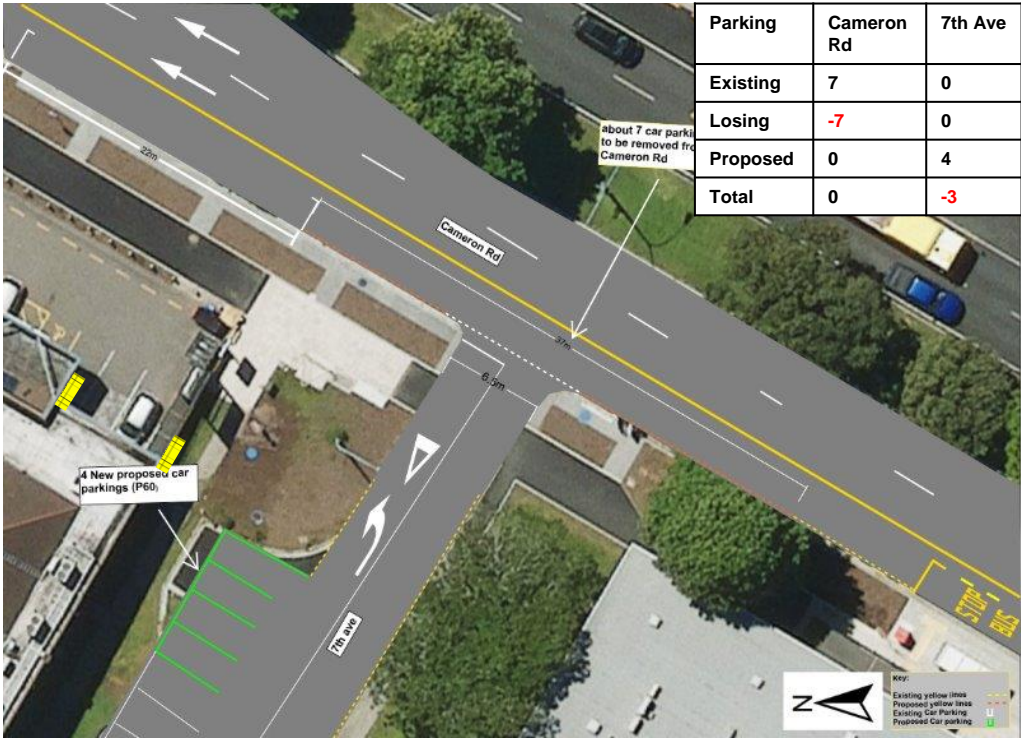 Parking Cameron Rd 7th Ave
Existing 7 0
Losing -7 0
Proposed 0 4
Total 0 -3
about 7 car parki
to be removed fro
Cameron Rd
22m
Cameron Rd
37m
6.5m
4 New proposed car
parkings (P60)
7th ave
STOP
BUS
N
Key:
Existing yellow lines
Proposed yellow lines
Existing Car Parking
Proposed Car parking